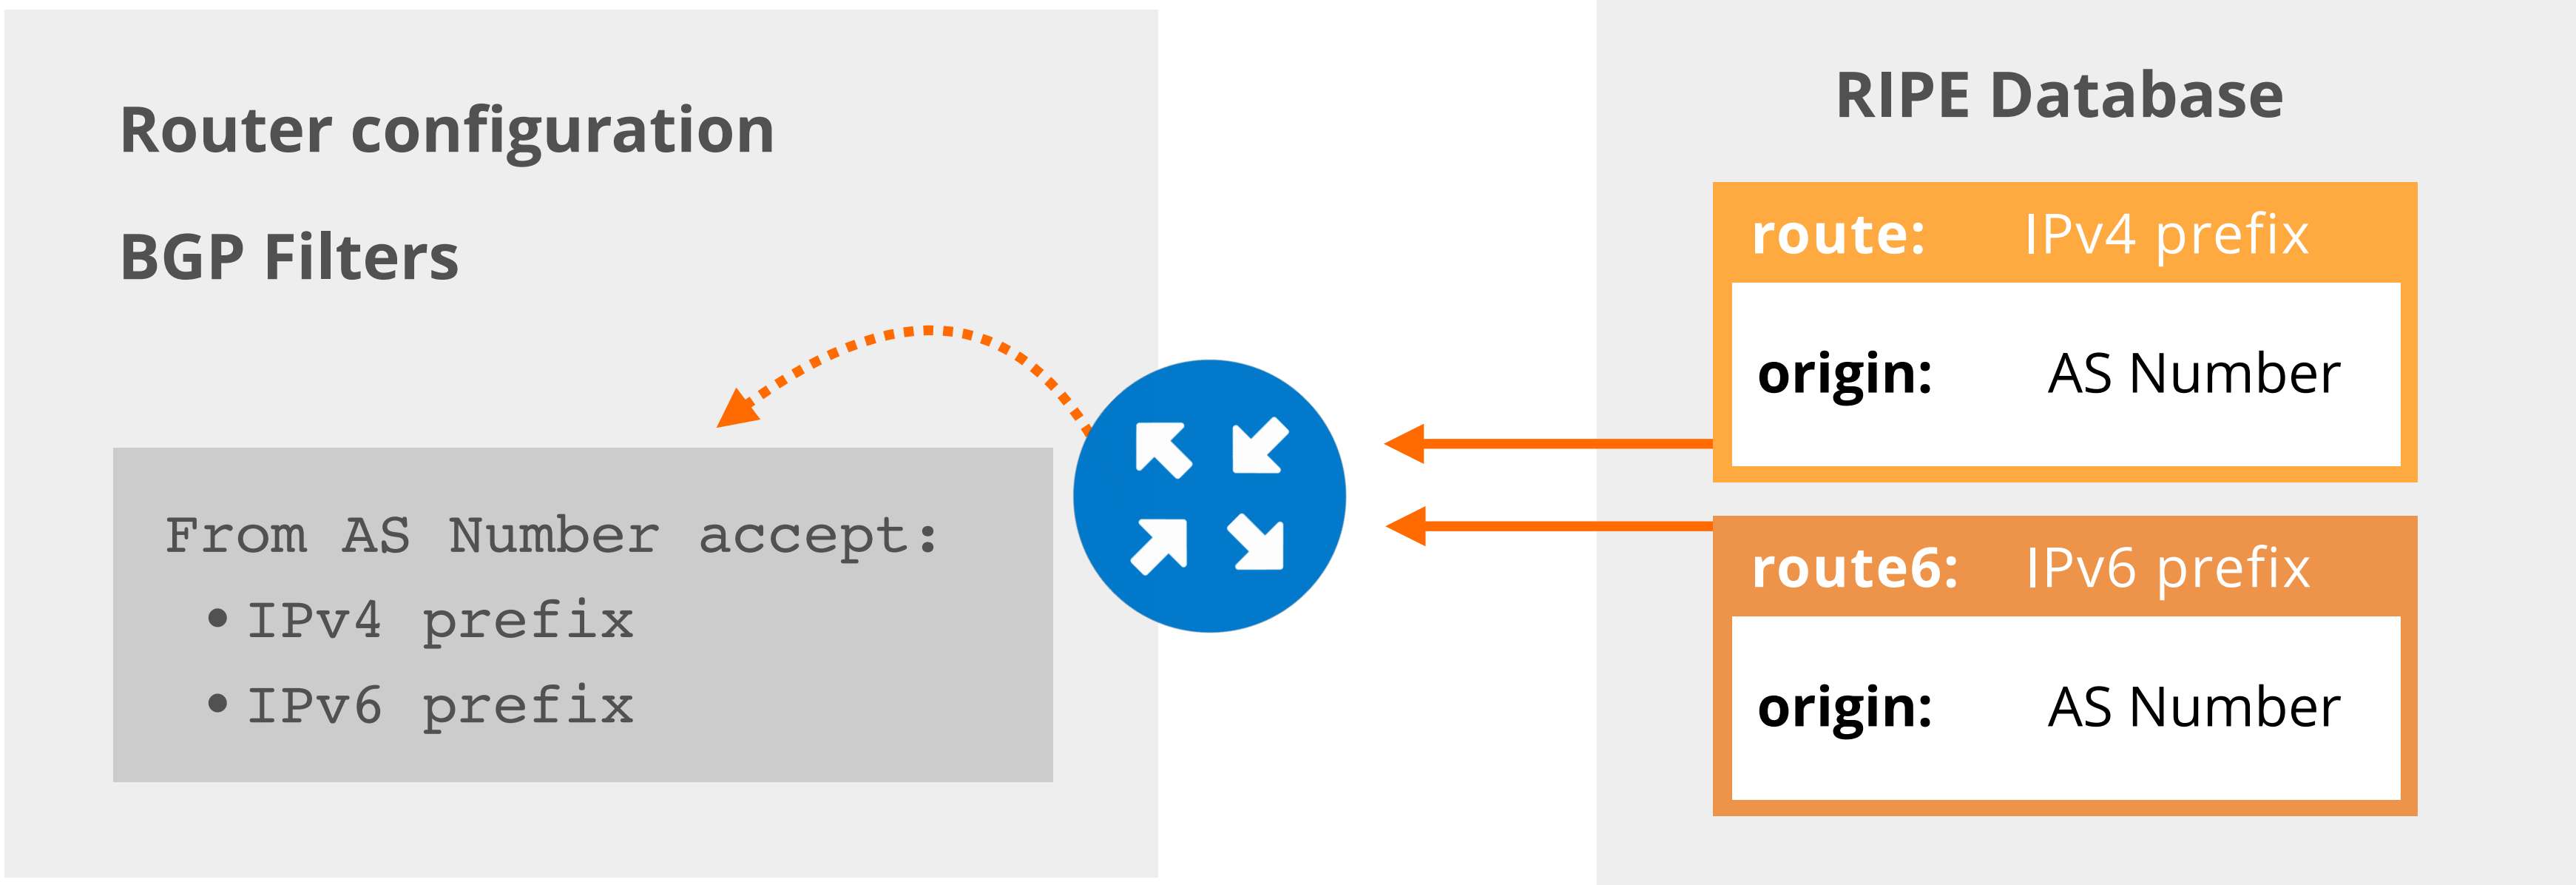 Router configuration
BGP Filters
From AS Number accept:
• IPv4 prefix
• IPv6 prefix
RIPE Database
route: IPv4 prefix
origin: AS Number
route6: IPv6 prefix
origin: AS Number